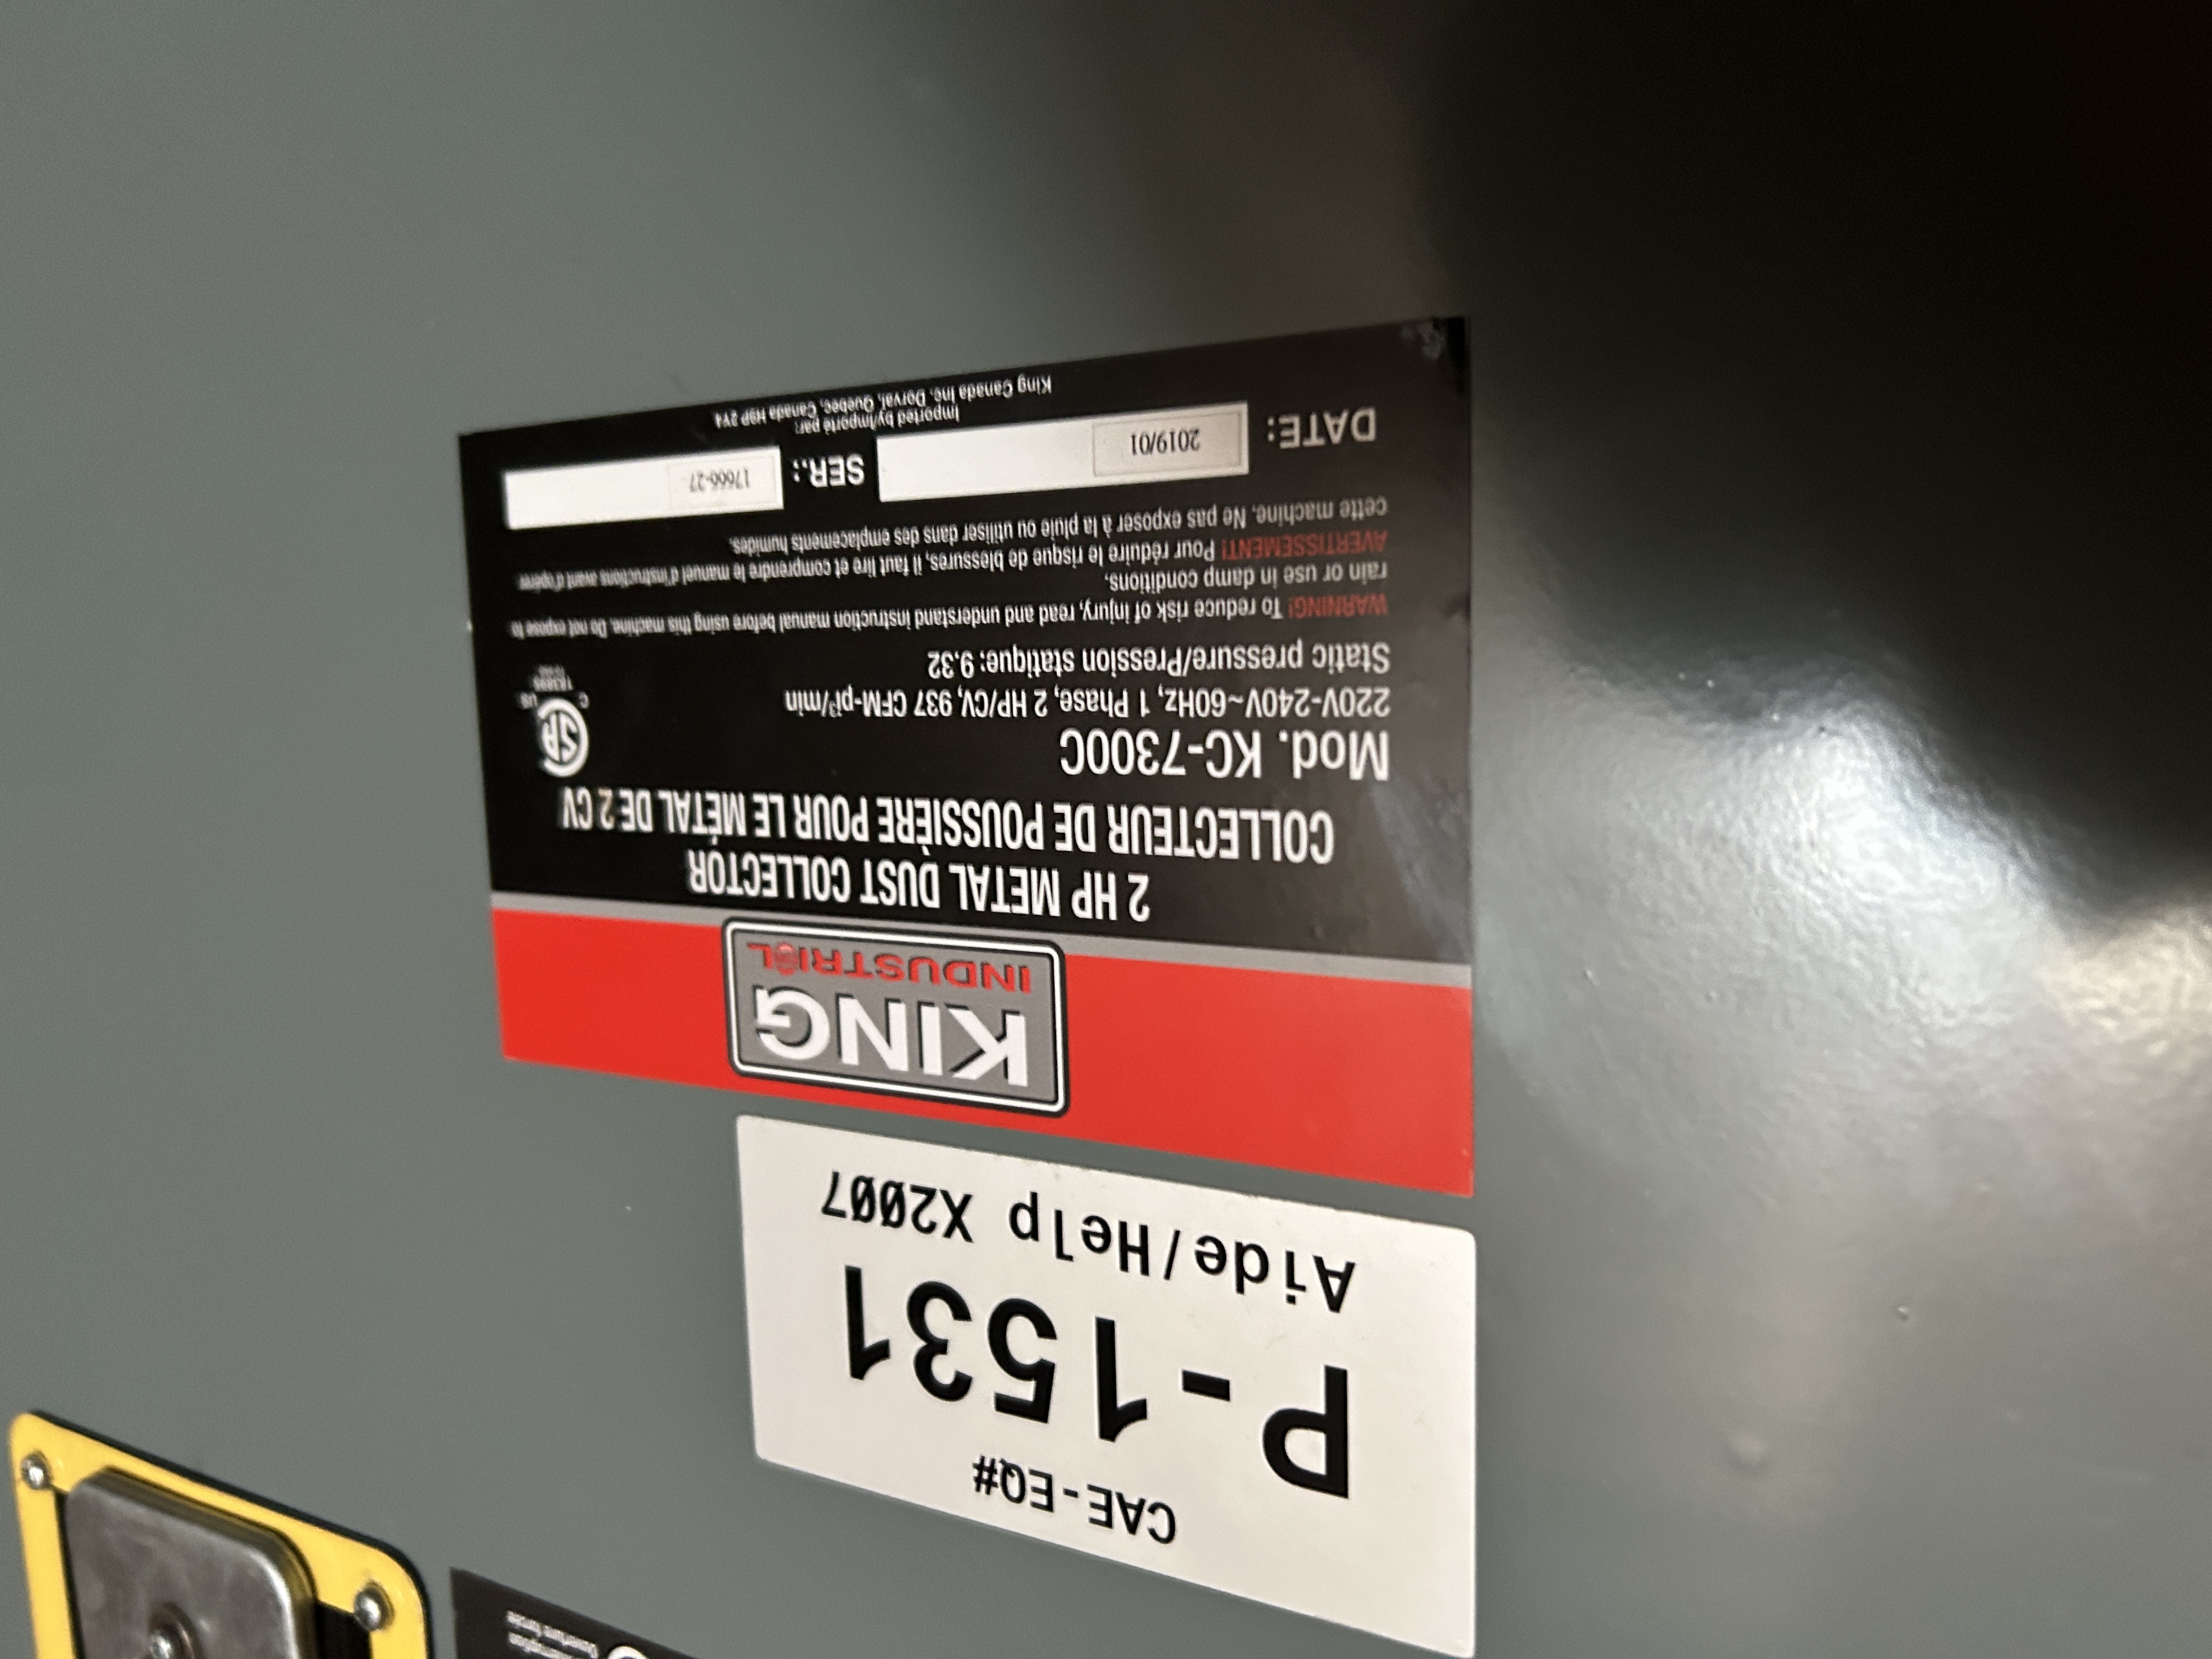 CAE-EQ#
P-1531
Aide/Help X2007
KING
INDUSTRIAL
2 HP METAL DUST COLLECTOR
COLLECTEUR DE POUSSIÈRE POUR LE MÉTAL DE 2 CV
Mod. KC-7300C
220V-240V~60Hz, 1 Phase, 2 HP/CV, 937 CFM-pi³/min
Static pressure/Pression statique: 9.32
C SA US
WARNING! To reduce risk of injury, read and understand instruction manual before using this machine. Do not expose to
rain or use in damp conditions.
AVERTISSEMENT! Pour réduire le risque de blessures, il faut lire et comprendre le manuel d'instructions avant d'opérer
cette machine. Ne pas exposer à la pluie ou utiliser dans des emplacements humides.
DATE: 2019/01 SER.: 17666-27
Imported by/Importé par:
King Canada Inc. Dorval, Quebec, Canada H9P 2Y4